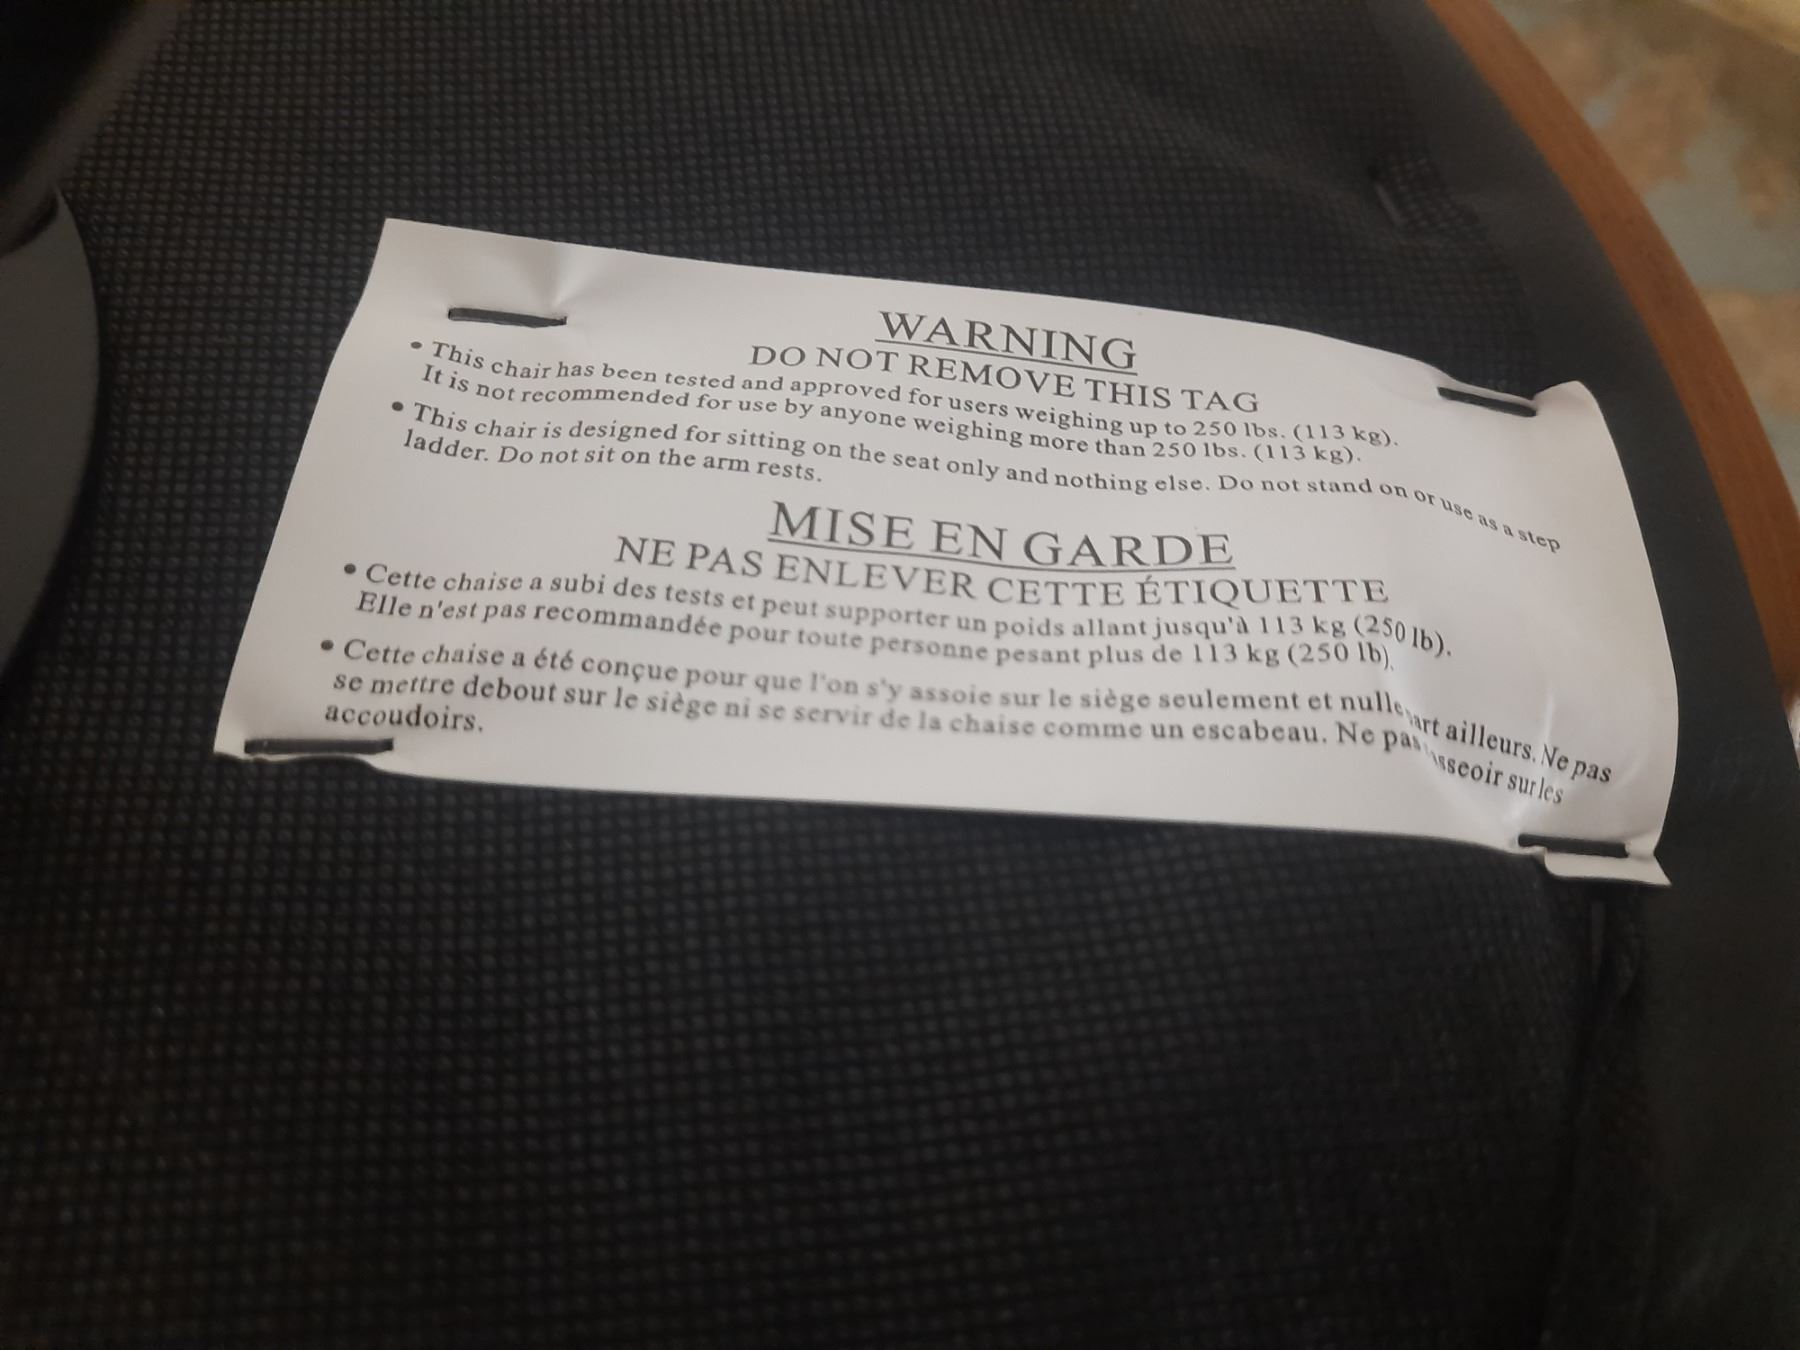 WARNING
DO NOT REMOVE THIS TAG
• This chair has been tested and approved for users weighing up to 250 lbs. (113 kg).
It is not recommended for use by anyone weighing more than 250 lbs. (113 kg).
• This chair is designed for sitting on the seat only and nothing else. Do not stand on or use as a step
ladder. Do not sit on the arm rests.
MISE EN GARDE
NE PAS ENLEVER CETTE ÉTIQUETTE
• Cette chaise a subi des tests et peut supporter un poids allant jusqu'à 113 kg (250 lb).
Elle n'est pas recommandée pour toute personne pesant plus de 113 kg (250 lb).
• Cette chaise a été conçue pour que l'on s'y assoie sur le siège seulement et ailleurs. Ne pas
se mettre debout sur le siège ni se servir de la chaise comme un escabeau. Ne pas sur les
accoudoirs.